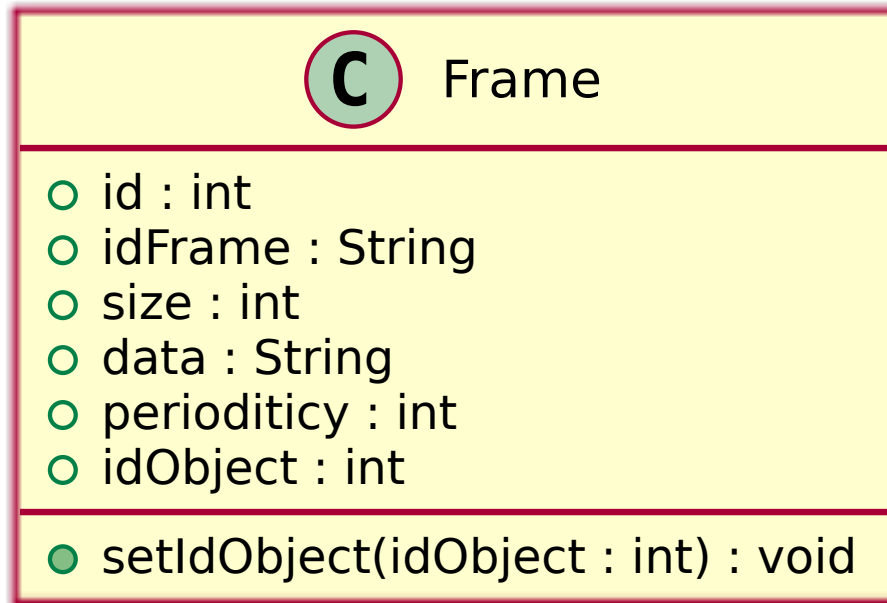 C Frame
id : int
idFrame : String
size : int
data : String
perioditicy : int
idObject : int
setIdObject(idObject : int) : void